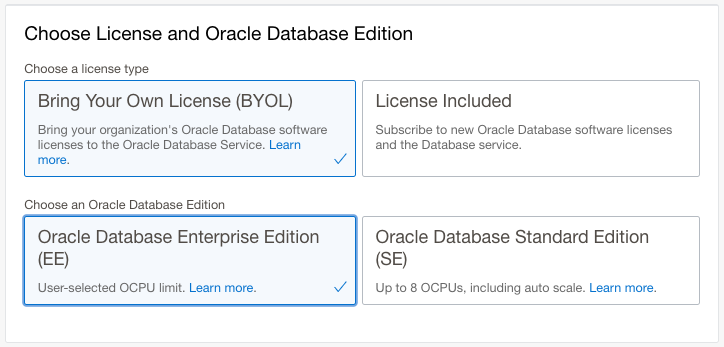 Choose License and Oracle Database Edition
Choose a license type
Bring Your Own License (BYOL)
Bring your organization's Oracle Database software
licenses to the Oracle Database Service. Learn
more.
License Included
Subscribe to new Oracle Database software licenses
and the Database service.
Choose an Oracle Database Edition
Oracle Database Enterprise Edition
(EE)
User-selected OCPU limit. Learn more.
Oracle Database Standard Edition
(SE)
Up to 8 OCPUs, including auto scale. Learn more.